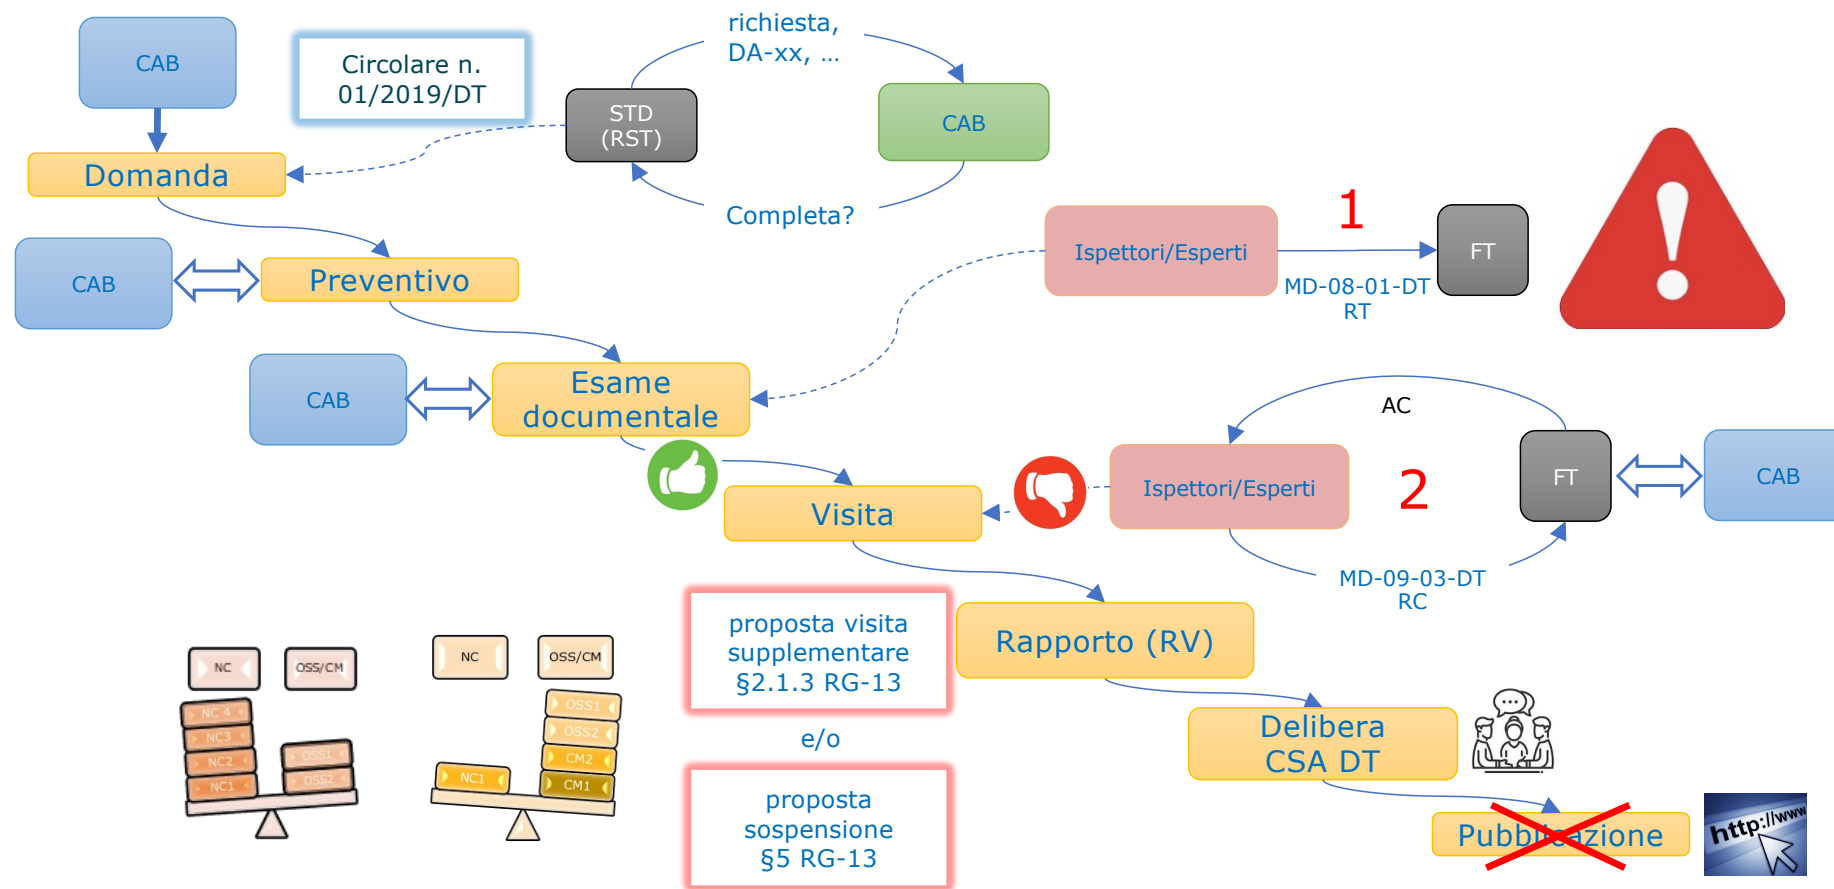 CAB
Circolare n.
01/2019/DT
richiesta,
DA-xx, ...
STD
(RST)
CAB
Completa?
Domanda
CAB
Preventivo
Ispettori/Esperti
1
MD-08-01-DT
RT
FT
CAB
Esame
documentale
AC
Visita
Ispettori/Esperti
2
FT
CAB
MD-09-03-DT
RC
proposta visita
supplementare
§2.1.3 RG-13
e/o
proposta
sospensione
§5 RG-13
Rapporto (RV)
Delibera
CSA DT
Pubblicazione
http://www
NC
OSS/CM
NC 4
NC3
NC2
NC1
OSS1
OSS2
NC
OSS/CM
OSS1
OSS2
CM2
CM1
NC1